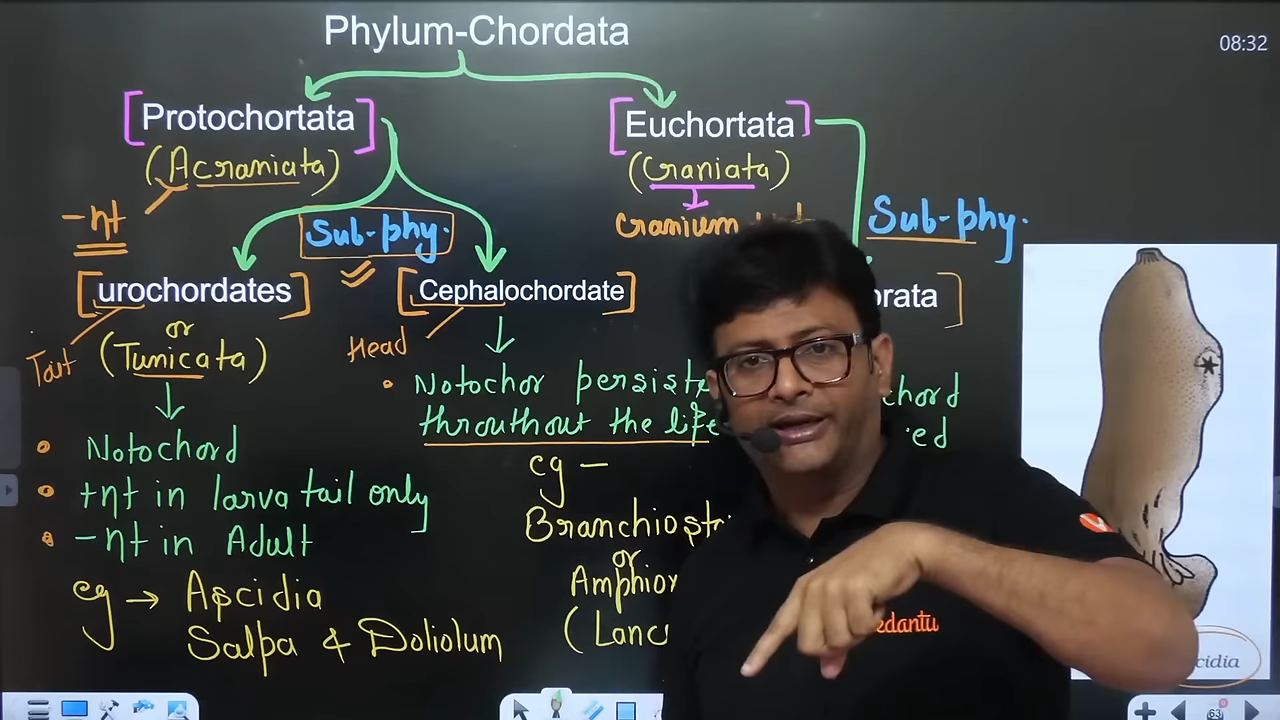 Phylum-Chordata
08:32
Protochortata
Euchortata
(Acraniata)
(Craniata)
-nt
Cranium
Sub-phy.
Sub-phy.
urochordates
Cephalochordate
orata
or
(Tunicata)
Head
Notochor persiste
throuthout the life
chord
ed
Notochord
+nt in larva tail only
-nt in Adult
eg -
Branchiost
or
Amphiox
(Lanc
eg → Ascidia
Salpa & Doliolum
edantu
cidia
63